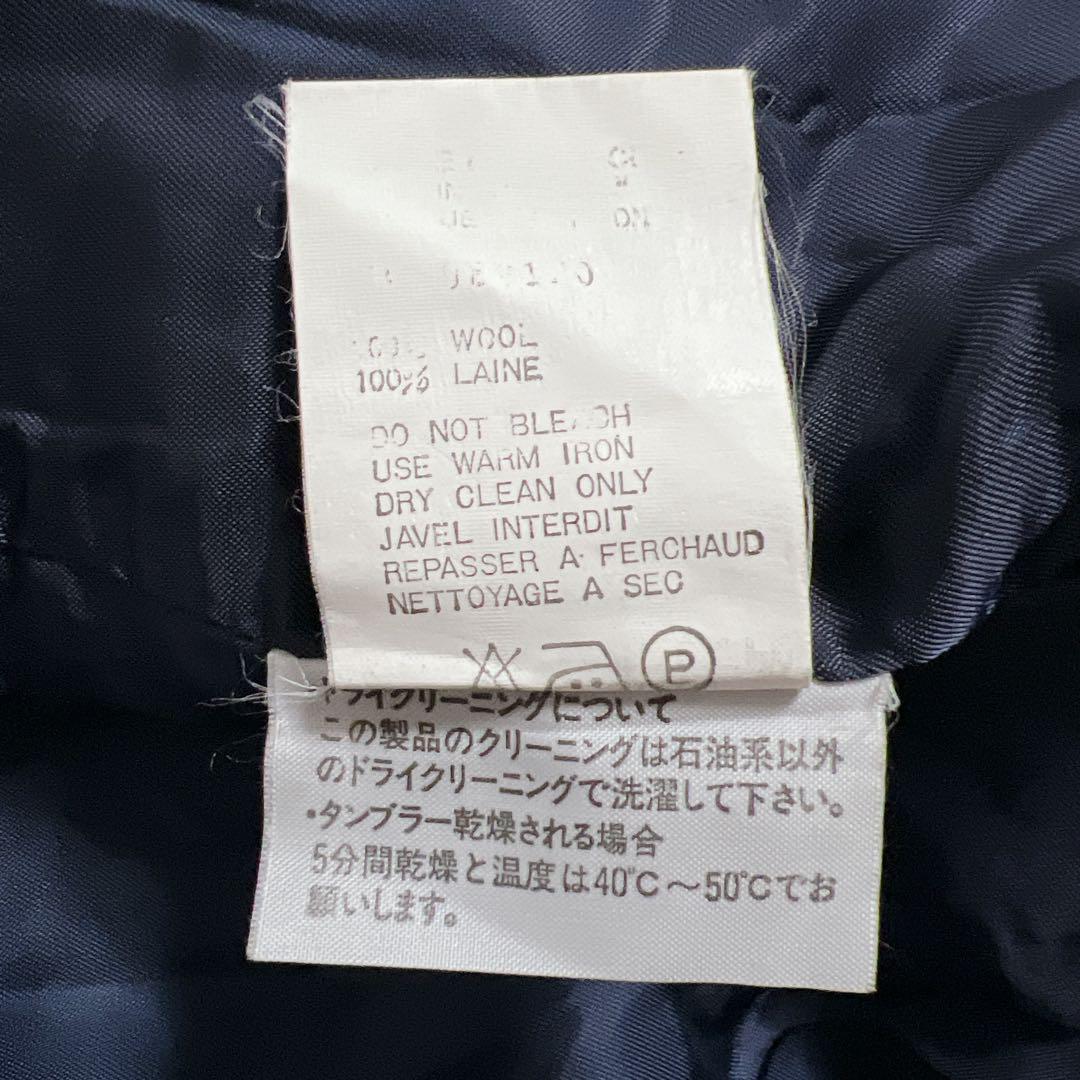 WOOL
100% LAINE
DO NOT BLEACH
USE WARM IRON
DRY CLEAN ONLY
JAVEL INTERDIT
REPASSER A FERCHAUD
NETTOYAGE A SEC
P
ドライクリーニングについて
この製品のクリーニングは石油系以外
のドライクリーニングで洗濯して下さい。
・タンブラー乾燥される場合
5分間乾燥と温度は40℃～50℃でお
願いします。